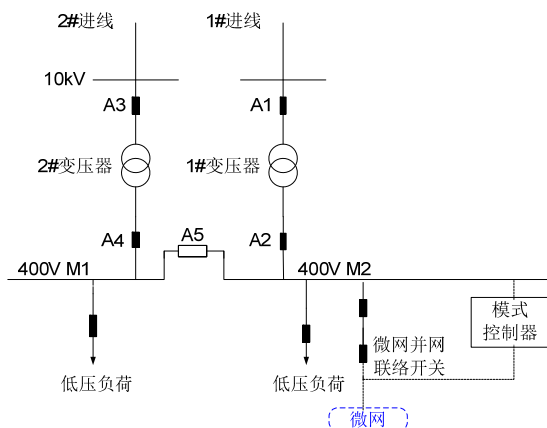 2#进线
1#进线
10kV
A3
A1
2#变压器
1#变压器
A4
A5
A2
400V M1
400V M2
模式
控制器
微网并网
联络开关
低压负荷
低压负荷
微网